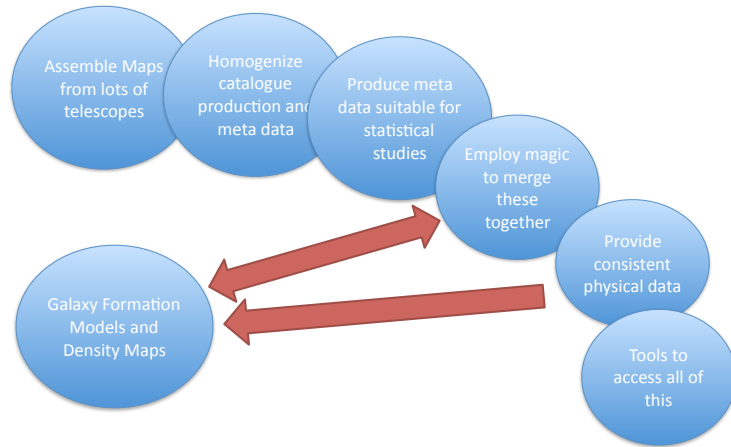 Assemble Maps
from lots of
telescopes
Homogenize
catalogue
production and
meta data
Produce meta
data suitable for
statistical
studies
Employ magic
to merge
these
together
Provide
consistent
physical data
Tools to
access all of
this
Galaxy Formation
Models and
Density Maps